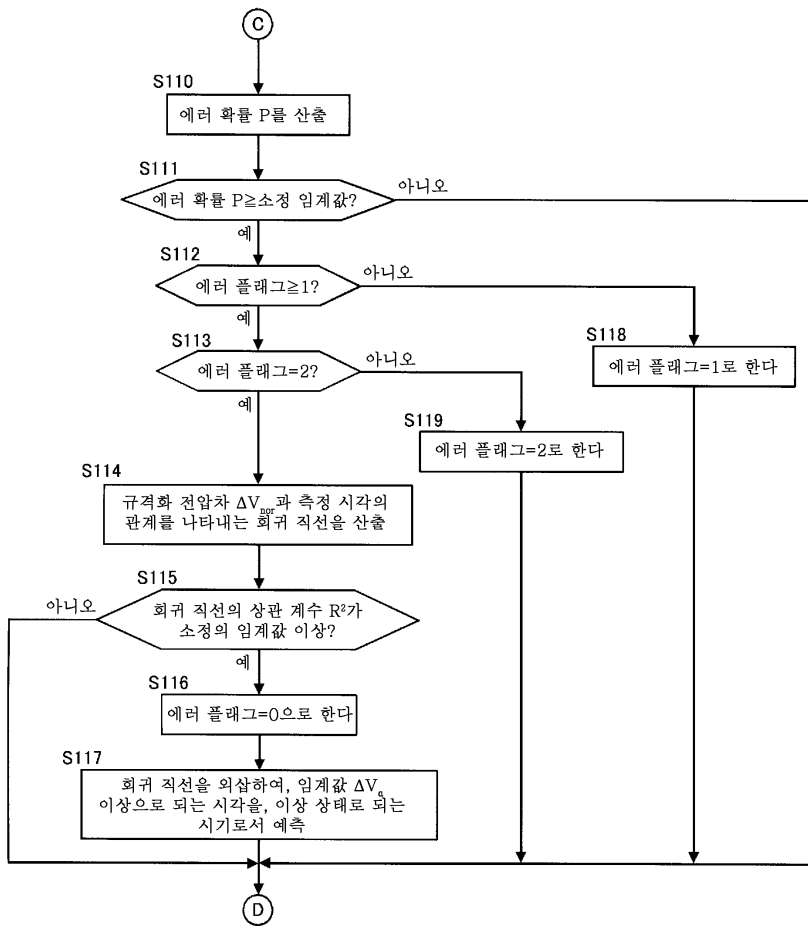 C
S110
에러 확률 P를 산출
S111
에러 확률 P≧소정 임계값?
아니오
예
S112
에러 플래그≧1?
아니오
예
S113
에러 플래그=2?
아니오
예
S118
에러 플래그=1로 한다
S119
에러 플래그=2로 한다
S114
규격화 전압차 ΔVnor과 측정 시각의
관계를 나타내는 회귀 직선을 산출
S115
아니오
회귀 직선의 상관 계수 R²가
소정의 임계값 이상?
예
S116
에러 플래그=0으로 한다
S117
회귀 직선을 외삽하여, 임계값 ΔVα
이상으로 되는 시각을, 이상 상태로 되는
시기로서 예측
D